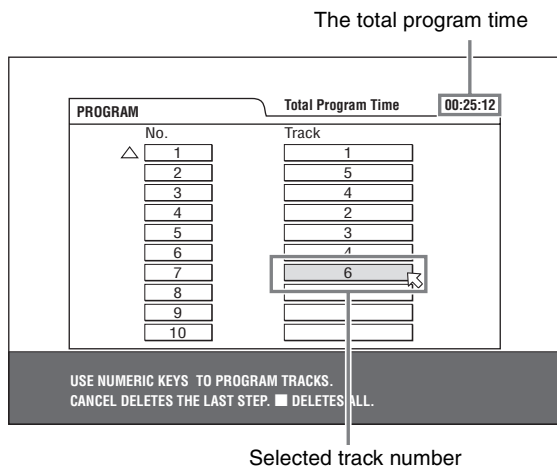 The total program time
PROGRAM Total Program Time 00:25:12
No. Track
1 1
2 5
3 4
4 2
5 3
6 4
7 6
8
9
10
USE NUMERIC KEYS TO PROGRAM TRACKS.
CANCEL DELETES THE LAST STEP. ■ DELETES ALL.
Selected track number